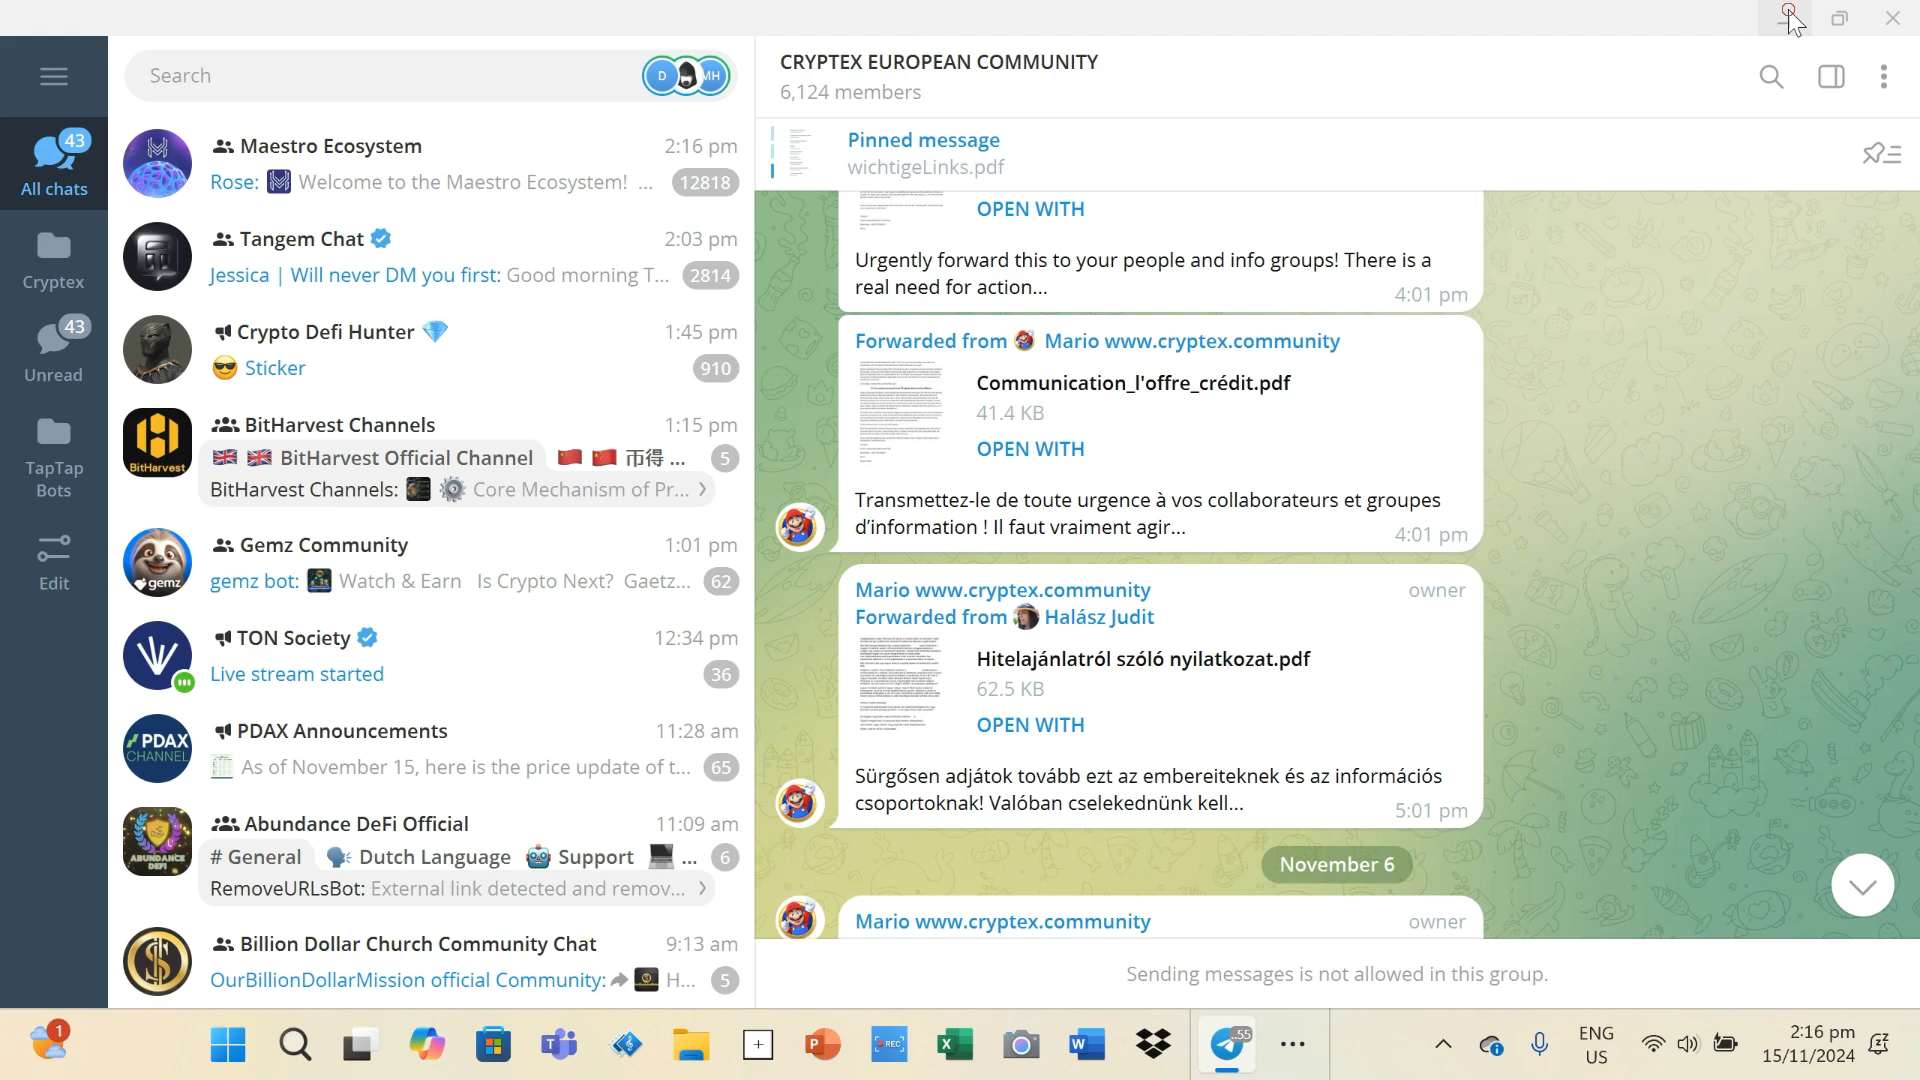 Search
D
MH
43
All chats
Cryptex
43
Unread
TapTap
Bots
Edit
Maestro Ecosystem
2:16 pm
Rose: Welcome to the Maestro Ecosystem! ...
12818
Tangem Chat
2:03 pm
Jessica | Will never DM you first: Good morning T...
2814
Crypto Defi Hunter 💎
1:45 pm
😎 Sticker
910
BitHarvest
BitHarvest Channels
1:15 pm
🇬🇧 🇬🇧 BitHarvest Official Channel 🇨🇳 🇨🇳 币得 ...
5
BitHarvest Channels: ⚙️ Core Mechanism of Pr...
gemz
Gemz Community
1:01 pm
gemz bot: Watch & Earn Is Crypto Next? Gaetz...
62
TON Society
12:34 pm
Live stream started
36
PDAX
CHANNEL
PDAX Announcements
11:28 am
As of November 15, here is the price update of t...
65
ABUNDANCE
DEFI
Abundance DeFi Official
11:09 am
# General 🗣️ Dutch Language 🤖 Support 💻 ...
6
RemoveURLsBot: External link detected and remov...
Billion Dollar Church Community Chat
9:13 am
OurBillionDollarMission official Community: H...
5
CRYPTEX EUROPEAN COMMUNITY
6,124 members
Pinned message
wichtigeLinks.pdf
OPEN WITH
Urgently forward this to your people and info groups! There is a
real need for action...
4:01 pm
Forwarded from Mario www.cryptex.community
Communication_l'offre_crédit.pdf
41.4 KB
OPEN WITH
Transmettez-le de toute urgence à vos collaborateurs et groupes
d'information ! Il faut vraiment agir...
4:01 pm
Mario www.cryptex.community
owner
Forwarded from Halász Judit
Hitelajánlatról szóló nyilatkozat.pdf
62.5 KB
OPEN WITH
Sürgősen adjátok tovább ezt az embereiteknek és az információs
csoportoknak! Valóban cselekednünk kell...
5:01 pm
November 6
Mario www.cryptex.community
owner
Sending messages is not allowed in this group.
1
P
REC
X
W
55
ENG
US
2:16 pm
15/11/2024